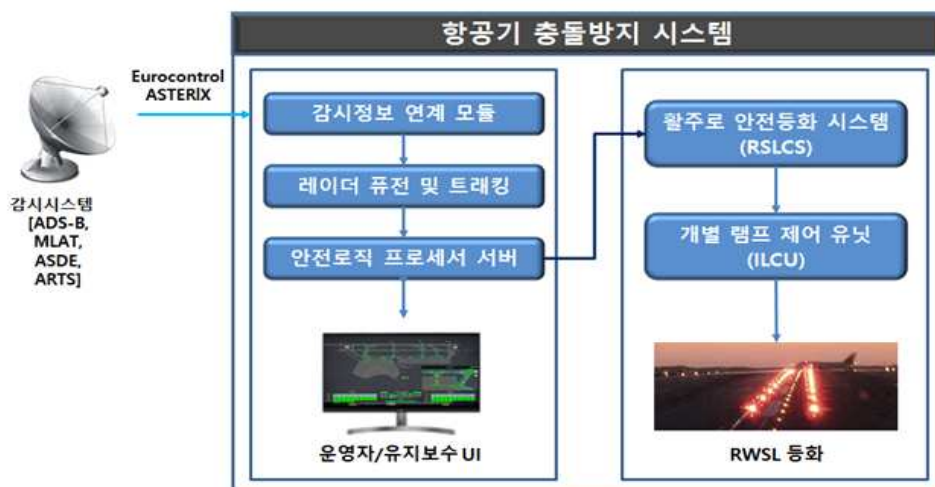 항공기 충돌방지 시스템
Eurocontrol
ASTERIX
감시시스템
[ADS-B,
MLAT,
ASDE,
ARTS]
감시정보 연계 모듈
레이더 퓨전 및 트래킹
안전로직 프로세서 서버
운영자/유지보수 UI
활주로 안전등화 시스템
(RSLCS)
개별 램프 제어 유닛
(ILCU)
RWSL 등화